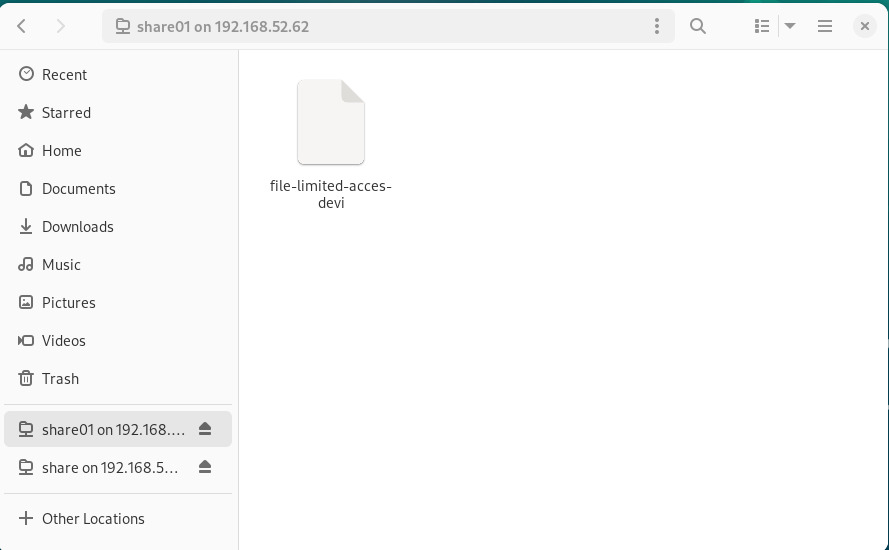 share01 on 192.168.52.62
Recent
Starred
Home
Documents
Downloads
Music
Pictures
Videos
Trash
share01 on 192.168.…
share on 192.168.5…
Other Locations
file-limited-acces-
devi